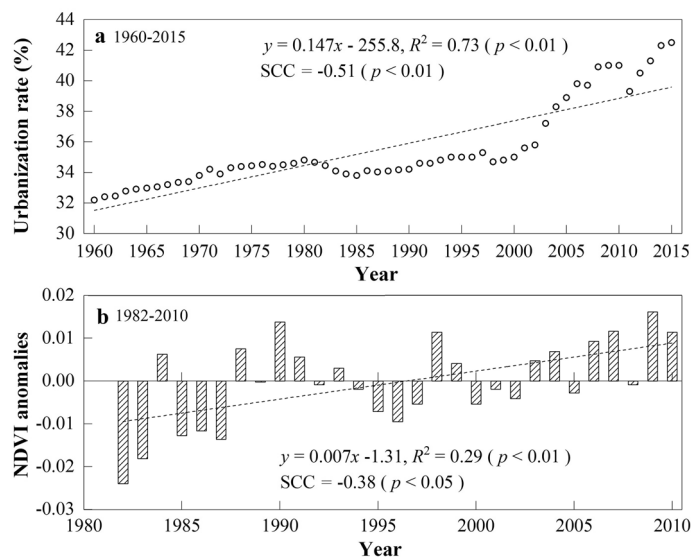 a 1960-2015
y = 0.147x - 255.8, R² = 0.73 ( p < 0.01 )
SCC = -0.51 ( p < 0.01 )
Urbanization rate (%)
44
42
40
38
36
34
32
30
1960 1965 1970 1975 1980 1985 1990 1995 2000 2005 2010 2015
Year
b 1982-2010
NDVI anomalies
0.02
0.01
0.00
-0.01
-0.02
-0.03
y = 0.007x -1.31, R² = 0.29 ( p < 0.01 )
SCC = -0.38 ( p < 0.05 )
1980 1985 1990 1995 2000 2005 2010
Year